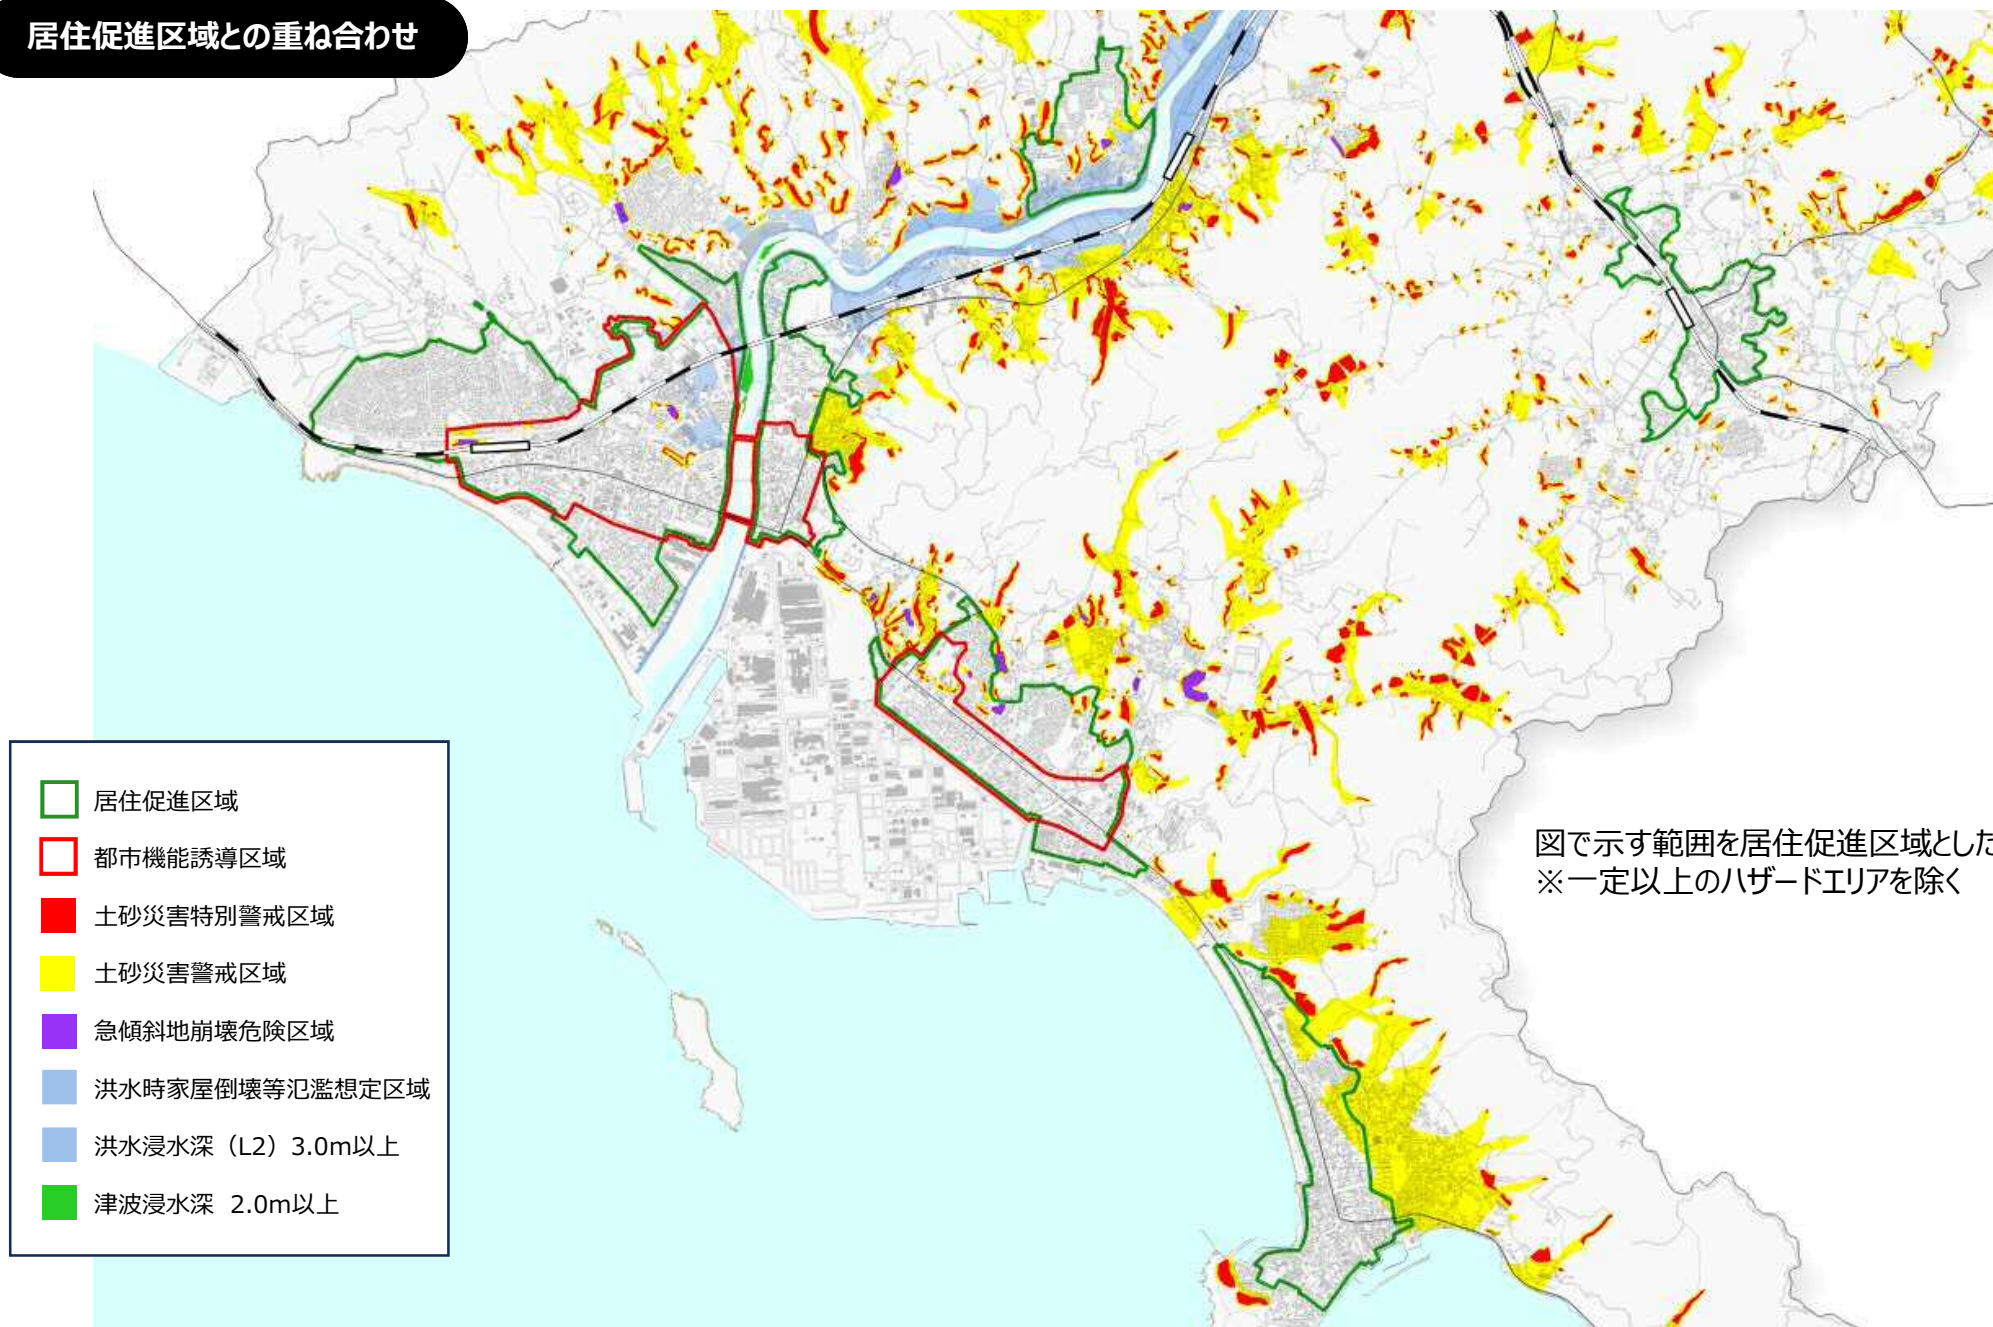 居住促進区域との重ね合わせ
居住促進区域
都市機能誘導区域
土砂災害特別警戒区域
土砂災害警戒区域
急傾斜地崩壊危険区域
洪水時家屋倒壊等氾濫想定区域
洪水浸水深（L2）3.0m以上
津波浸水深 2.0m以上
図で示す範囲を居住促進区域とした
※一定以上のハザードエリアを除く